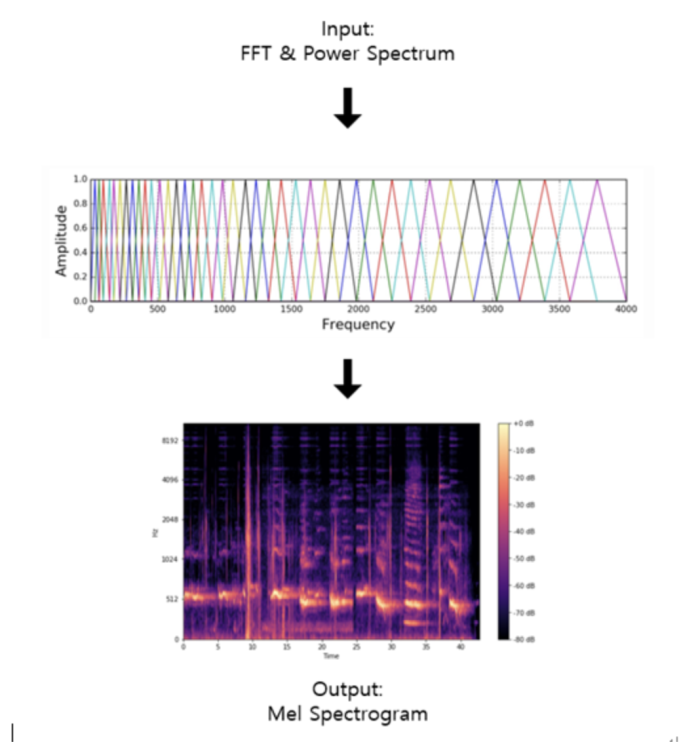 Input:
FFT & Power Spectrum
Amplitude
1.0
0.8
0.6
0.4
0.2
0.0
0 500 1000 1500 2000 2500 3000 3500 4000
Frequency
Hz
8192
4096
2048
1024
512
0
0 5 10 15 20 25 30 35 40
Time
+0 dB
-10 dB
-20 dB
-30 dB
-40 dB
-50 dB
-60 dB
-70 dB
-80 dB
Output:
Mel Spectrogram